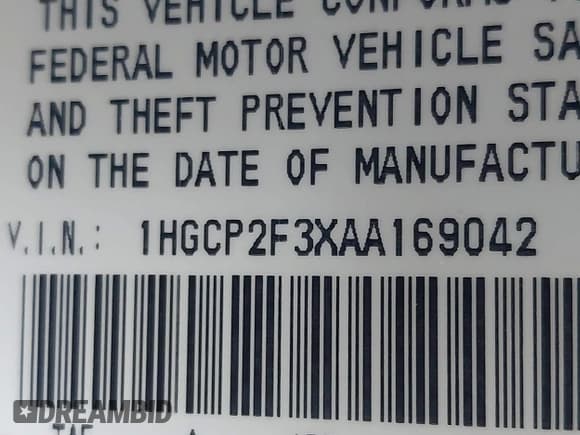 THIS VEHICLE CONFORMS
FEDERAL MOTOR VEHICLE SA
AND THEFT PREVENTION STA
ON THE DATE OF MANUFACTU
V.I.N.: 1HGCP2F3XAA169042
DREAMBID